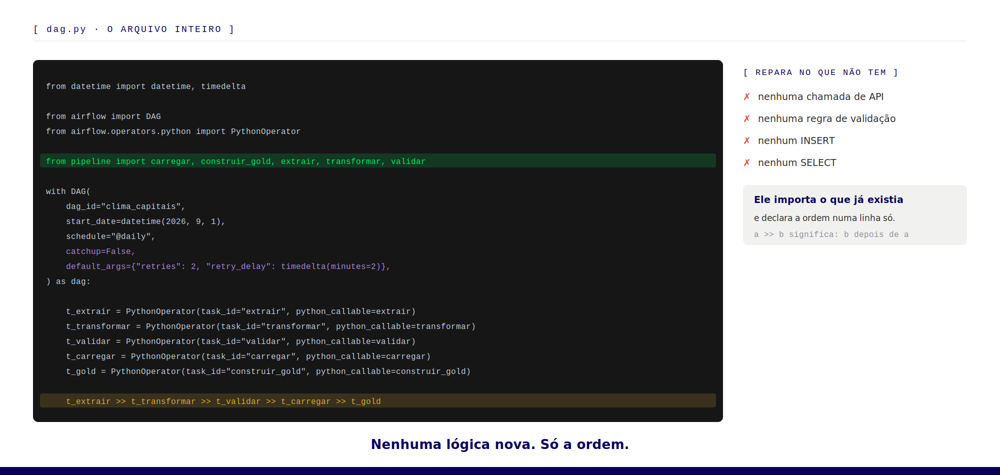 [ dag.py · O ARQUIVO INTEIRO ]
from datetime import datetime, timedelta
from airflow import DAG
from airflow.operators.python import PythonOperator
from pipeline import carregar, construir_gold, extrair, transformar, validar
with DAG(
    dag_id="clima_capitais",
    start_date=datetime(2026, 9, 1),
    schedule="@daily",
    catchup=False,
    default_args={"retries": 2, "retry_delay": timedelta(minutes=2)},
) as dag:
    t_extrair = PythonOperator(task_id="extrair", python_callable=extrair)
    t_transformar = PythonOperator(task_id="transformar", python_callable=transformar)
    t_validar = PythonOperator(task_id="validar", python_callable=validar)
    t_carregar = PythonOperator(task_id="carregar", python_callable=carregar)
    t_gold = PythonOperator(task_id="construir_gold", python_callable=construir_gold)
    t_extrair >> t_transformar >> t_validar >> t_carregar >> t_gold
[ REPARA NO QUE NÃO TEM ]
✗ nenhuma chamada de API
✗ nenhuma regra de validação
✗ nenhum INSERT
✗ nenhum SELECT
Ele importa o que já existia
e declara a ordem numa linha só.
a >> b significa: b depois de a
Nenhuma lógica nova. Só a ordem.